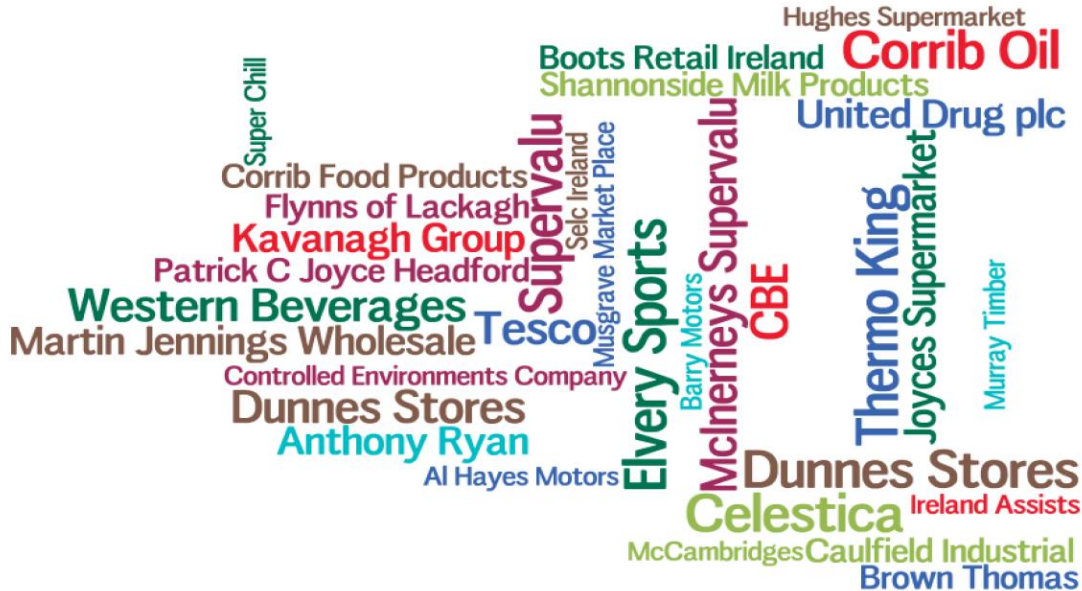 Hughes Supermarket
Corrib Oil
Boots Retail Ireland
Shannonside Milk Products
United Drug plc
Super Chill
Corrib Food Products
Flynns of Lackagh
Kavanagh Group
Patrick C Joyce Headford
Western Beverages
Martin Jennings Wholesale
Supervalu
Selc Ireland
Musgrave Market Place
Tesco
Controlled Environments Company
Dunnes Stores
Anthony Ryan
Al Hayes Motors
Elvery Sports
Barry Motors
McInerneys Supervalu
CBE
Thermo King
Joyces Supermarket
Murray Timber
Dunnes Stores
Celestica
Ireland Assists
McCambridges
Caulfield Industrial
Brown Thomas